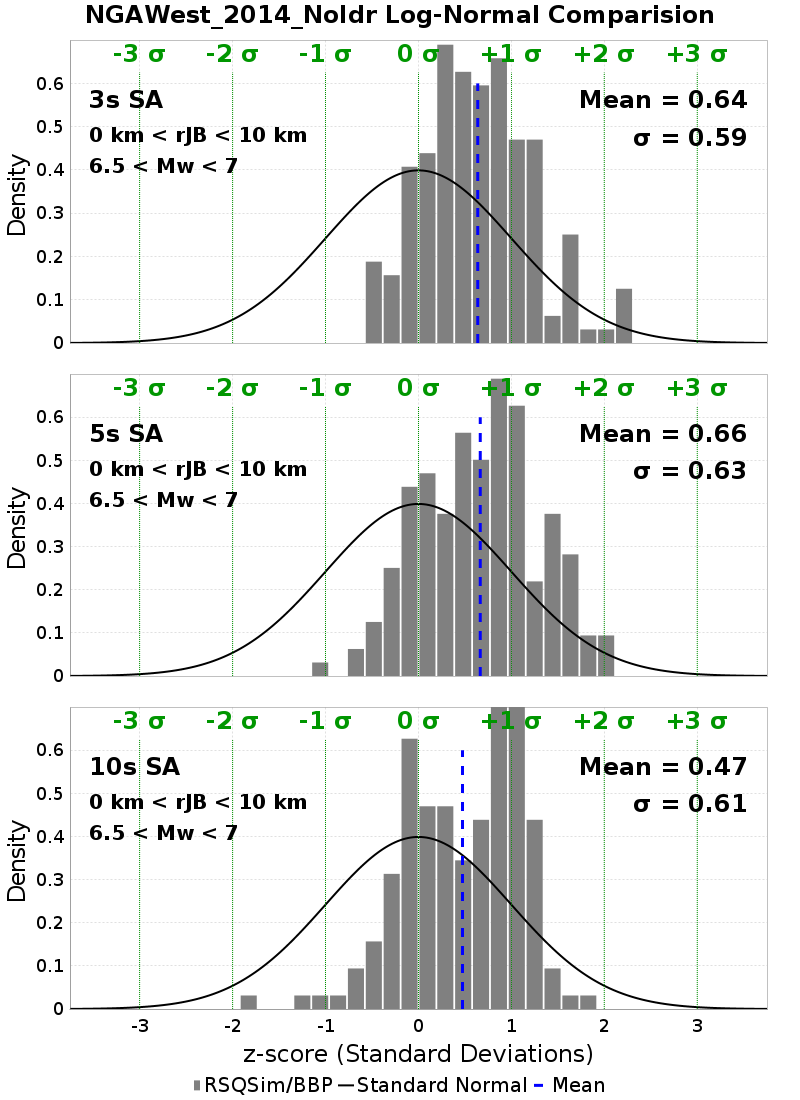 NGAWest_2014_NoIdr Log-Normal Comparision
-3 σ -2 σ -1 σ 0 σ +1 σ +2 σ +3 σ
0.6
3s SA Mean = 0.64
0.5
0 km < rJB < 10 km σ = 0.59
6.5 < Mw < 7
0.4
0.3
0.2
0.1
0
Density
-3 σ -2 σ -1 σ 0 σ +1 σ +2 σ +3 σ
0.6
5s SA Mean = 0.66
0.5
0 km < rJB < 10 km σ = 0.63
6.5 < Mw < 7
0.4
0.3
0.2
0.1
0
Density
-3 σ -2 σ -1 σ 0 σ +1 σ +2 σ +3 σ
0.6
10s SA Mean = 0.47
0.5
0 km < rJB < 10 km σ = 0.61
6.5 < Mw < 7
0.4
0.3
0.2
0.1
0
Density
-3 -2 -1 0 1 2 3
z-score (Standard Deviations)
RSQSim/BBP Standard Normal Mean